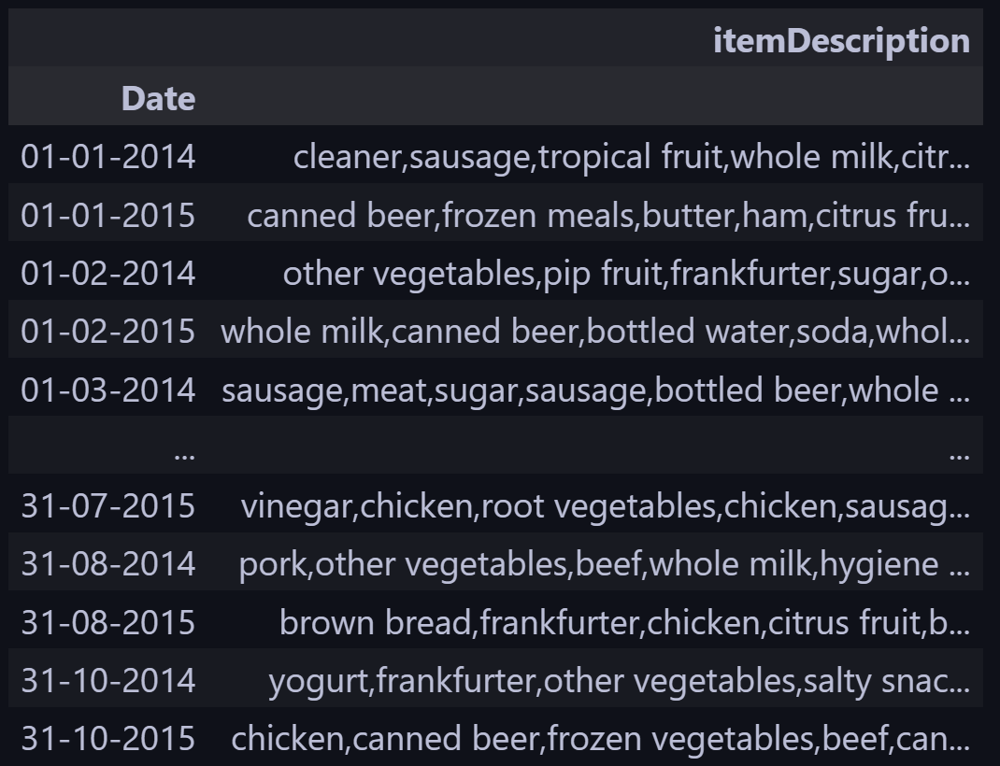 itemDescription
Date
01-01-2014 cleaner,sausage,tropical fruit,whole milk,citr...
01-01-2015 canned beer,frozen meals,butter,ham,citrus fru...
01-02-2014 other vegetables,pip fruit,frankfurter,sugar,o...
01-02-2015 whole milk,canned beer,bottled water,soda,whol...
01-03-2014 sausage,meat,sugar,sausage,bottled beer,whole ...
... ...
31-07-2015 vinegar,chicken,root vegetables,chicken,sausag...
31-08-2014 pork,other vegetables,beef,whole milk,hygiene ...
31-08-2015 brown bread,frankfurter,chicken,citrus fruit,b...
31-10-2014 yogurt,frankfurter,other vegetables,salty snac...
31-10-2015 chicken,canned beer,frozen vegetables,beef,can...